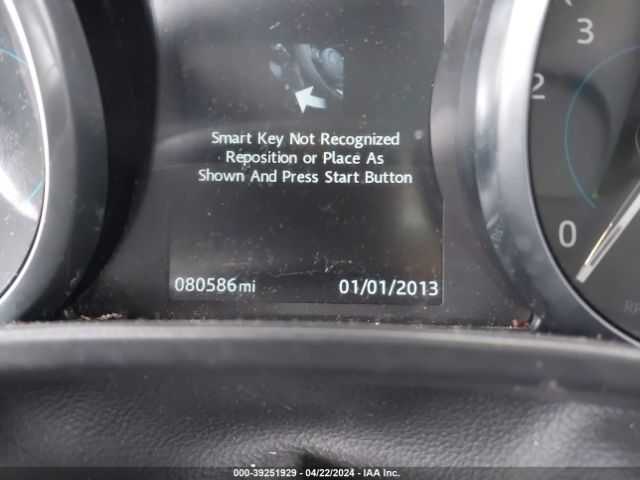 3
2
0
Smart Key Not Recognized
Reposition or Place As
Shown And Press Start Button
080586mi
01/01/2013
000-39251929 - 04/22/2024 - IAA Inc.